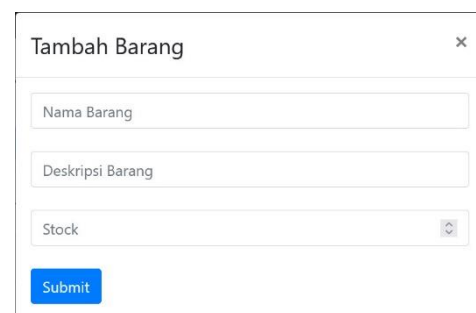 Tambah Barang ×
Nama Barang
Deskripsi Barang
Stock
Submit